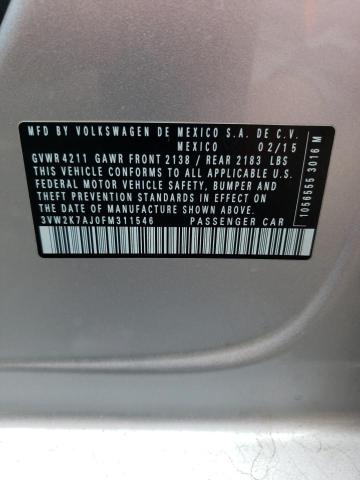 MFD BY VOLKSWAGEN DE MEXICO S.A. DE C.V.
MEXICO 02/15
GVWR 4211 GAWR FRONT 2138 / REAR 2183 LBS
THIS VEHICLE CONFORMS TO ALL APPLICABLE U.S.
FEDERAL MOTOR VEHICLE SAFETY, BUMPER AND
THEFT PREVENTION STANDARDS IN EFFECT ON
THE DATE OF MANUFACTURE SHOWN ABOVE
3VW2K7AJ0FM311546 PASSENGER CAR
1056555 3016 M